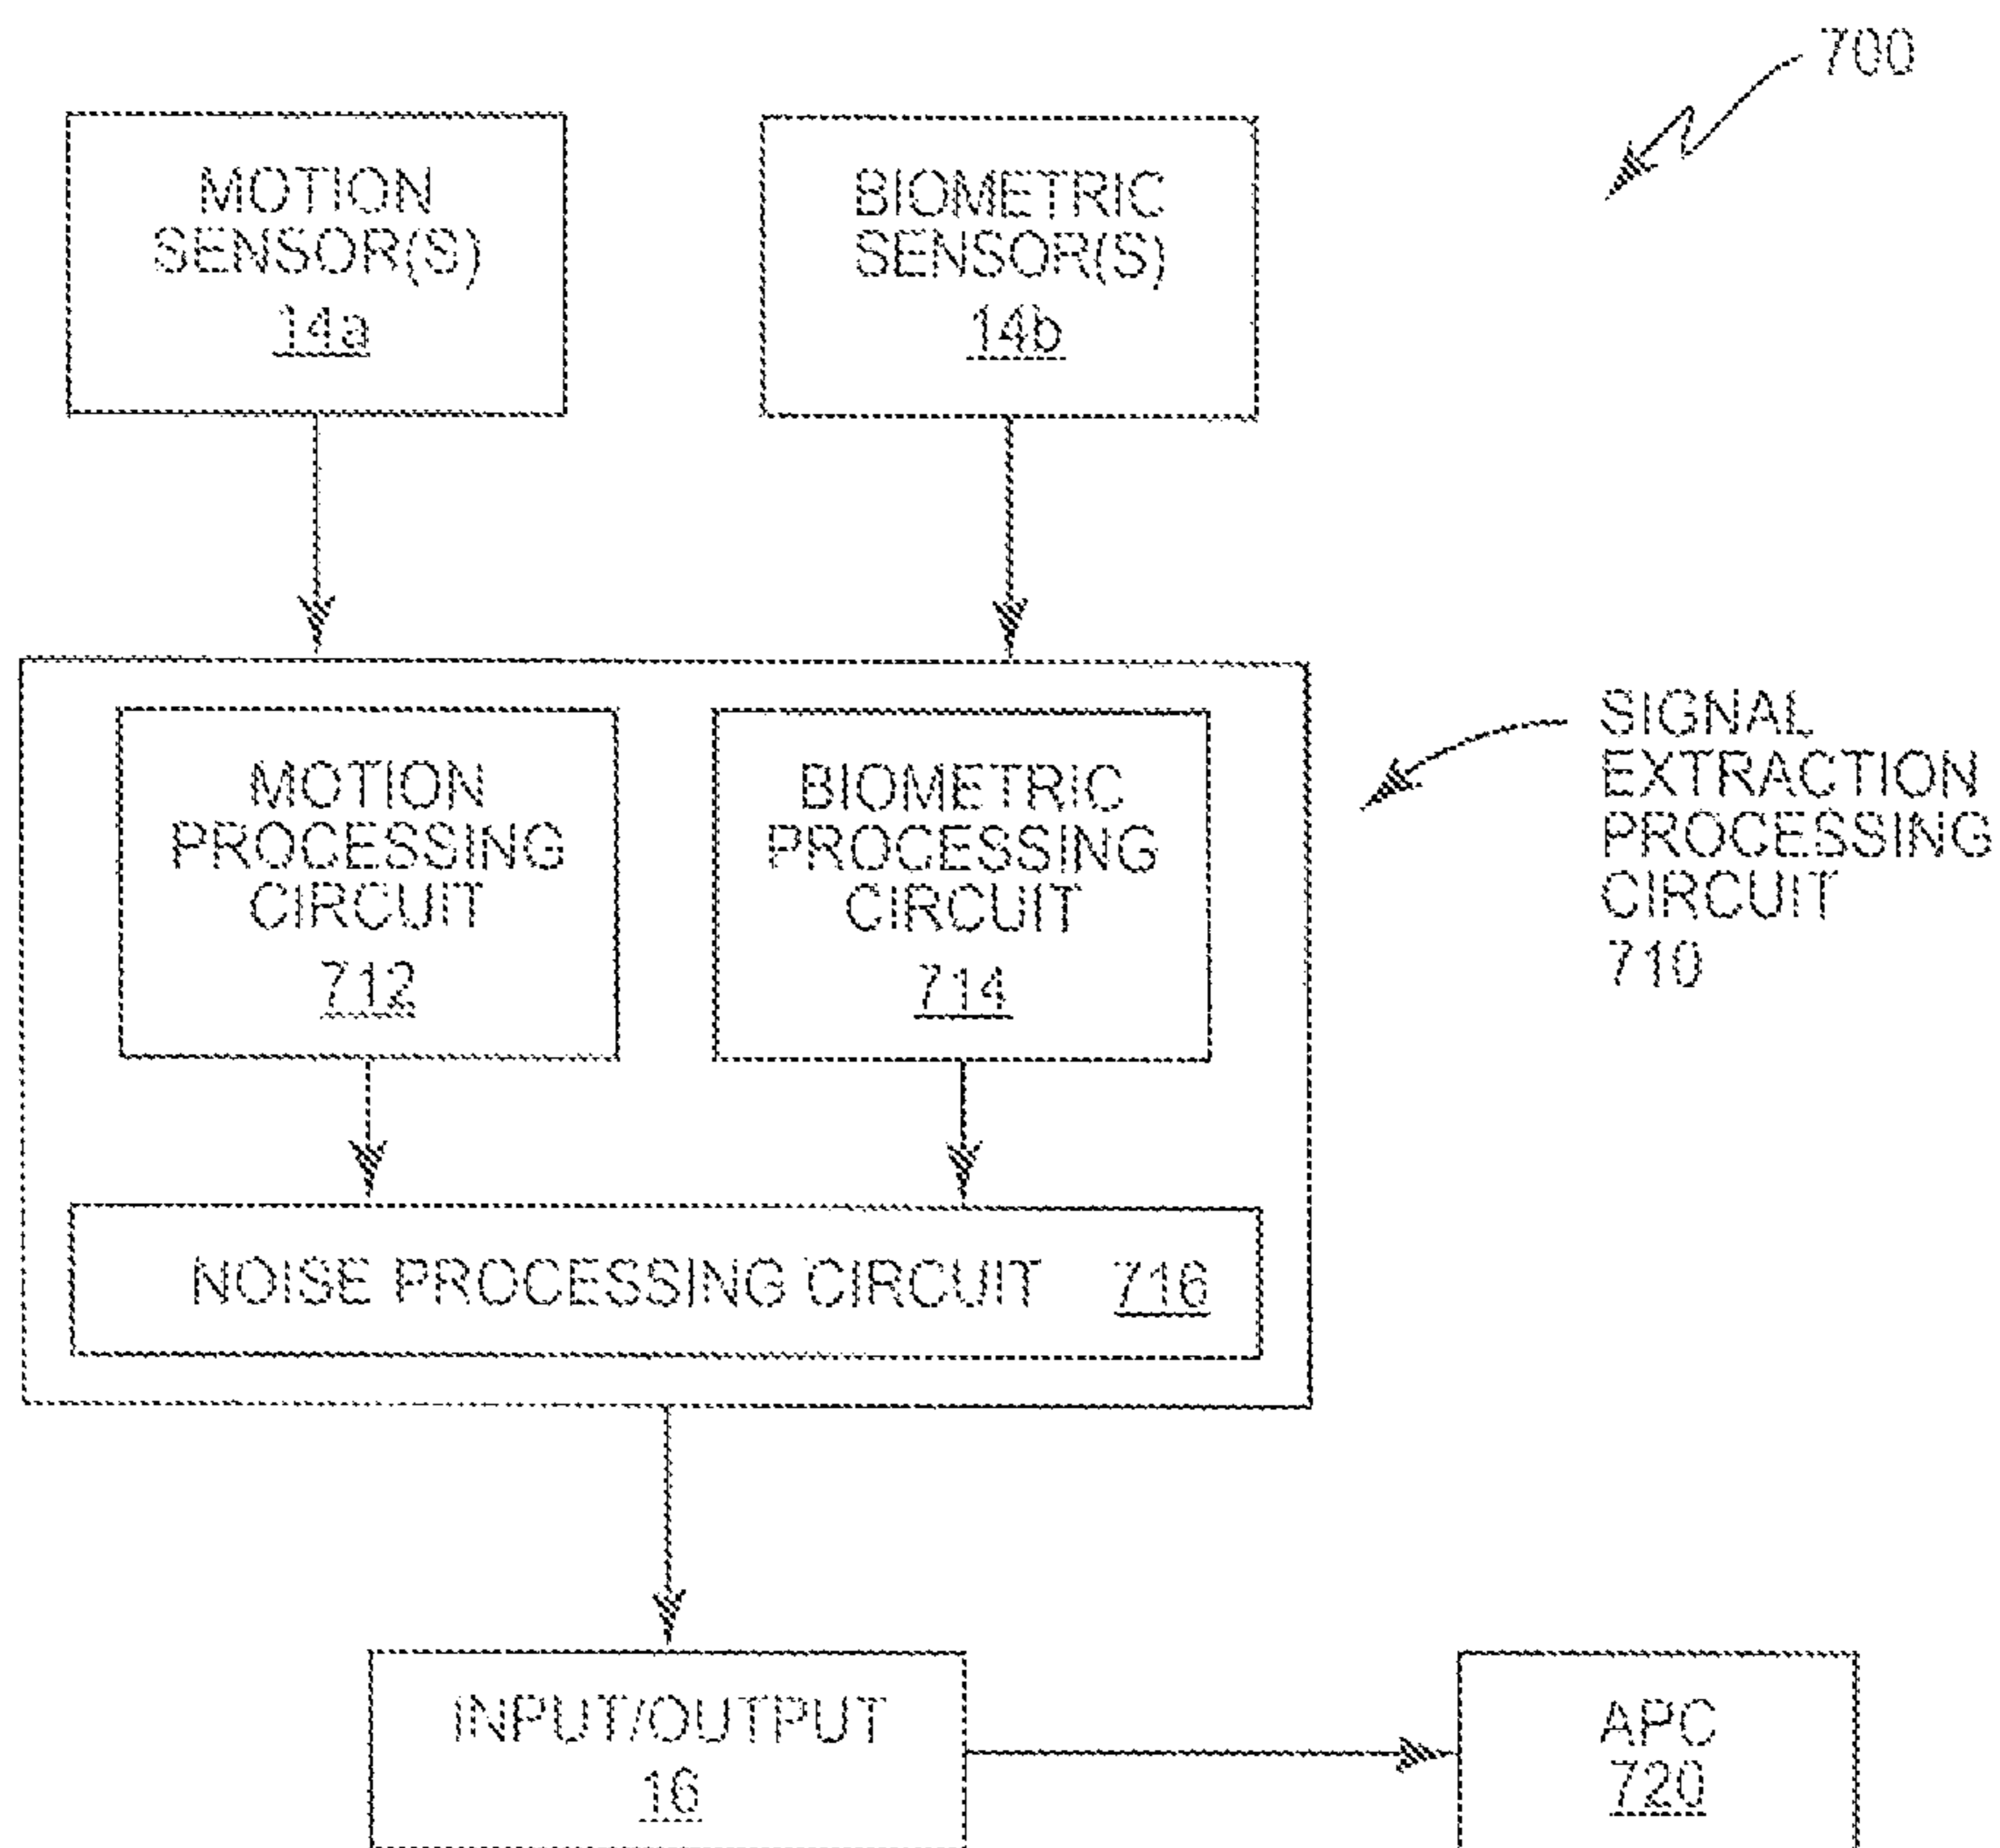 700
MOTION
SENSOR(S)
14a
BIOMETRIC
SENSOR(S)
14b
SIGNAL
EXTRACTION
PROCESSING
CIRCUIT
710
MOTION
PROCESSING
CIRCUIT
712
BIOMETRIC
PROCESSING
CIRCUIT
714
NOISE PROCESSING CIRCUIT 716
INPUT/OUTPUT
16
APC
720